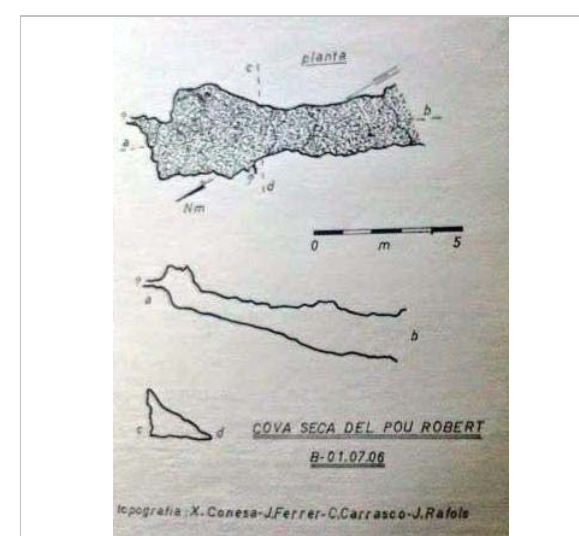 planta
c
?
a
b
d
Nm
0 m 5
?
a
b
c d
COVA SECA DEL POU ROBERT
B-01.07.06
topografia: X. Conesa-J.Ferrer-C.Carrasco-J.Rafols